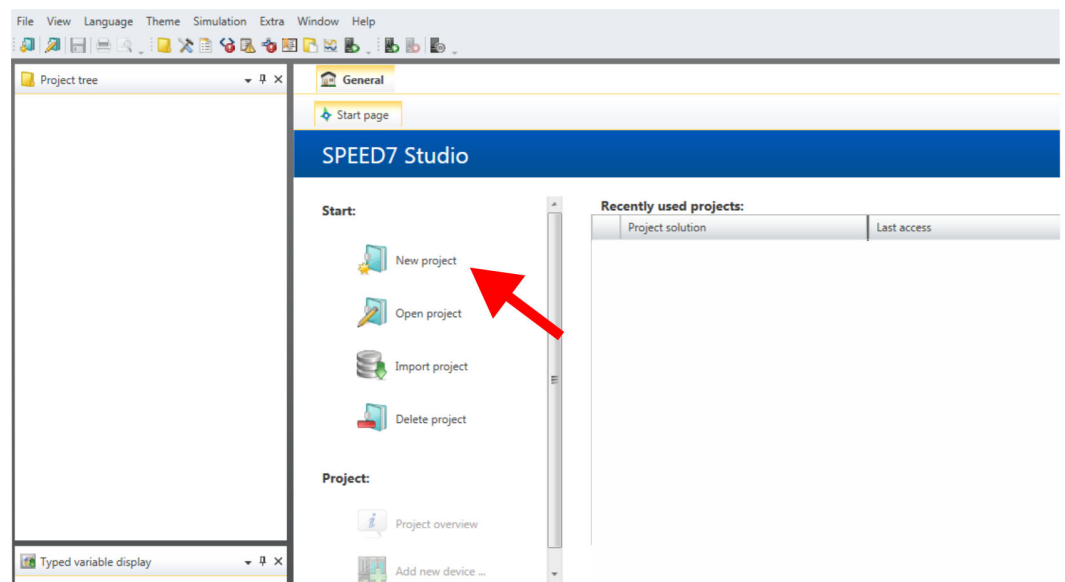 File View Language Theme Simulation Extra Window Help
Project tree
General
Start page
SPEED7 Studio
Start:
New project
Open project
Import project
Delete project
Project:
Project overview
Add new device ...
Recently used projects:
Project solution Last access
Typed variable display